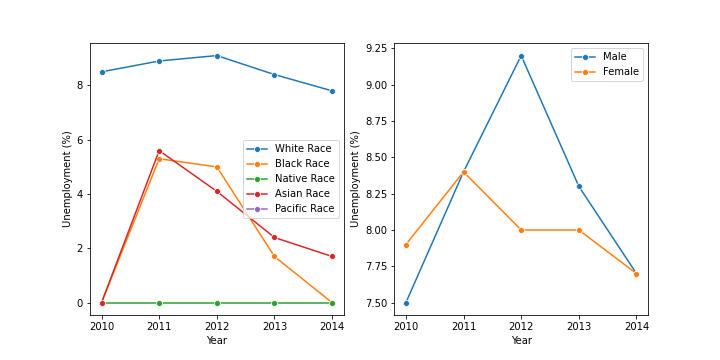 8
6
4
2
0
Unemployment (%)
2010 2011 2012 2013 2014
Year
White Race
Black Race
Native Race
Asian Race
Pacific Race
9.25
9.00
8.75
8.50
8.25
8.00
7.75
7.50
Unemployment (%)
2010 2011 2012 2013 2014
Year
Male
Female